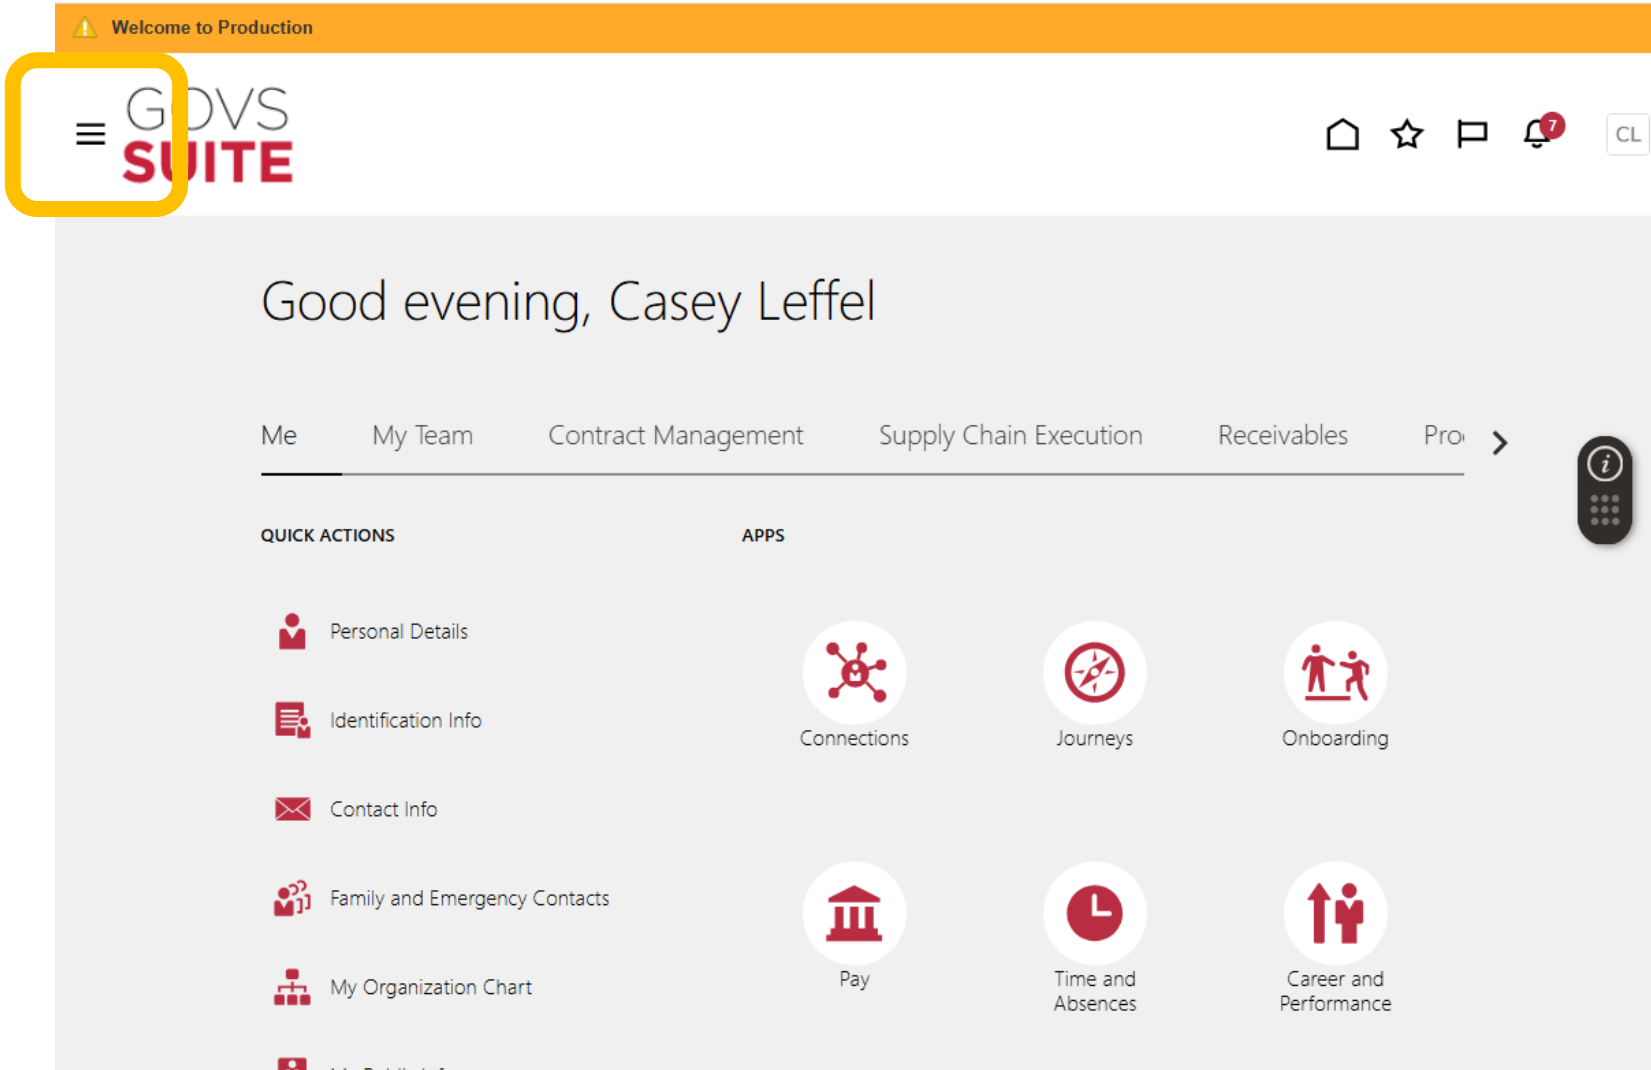 Welcome to Production
GOVS
SUITE
7
CL
Good evening, Casey Leffel
Me My Team Contract Management Supply Chain Execution Receivables
QUICK ACTIONS
APPS
Personal Details
Identification Info
Contact Info
Family and Emergency Contacts
My Organization Chart
Connections
Journeys
Onboarding
Pay
Time and
Absences
Career and
Performance